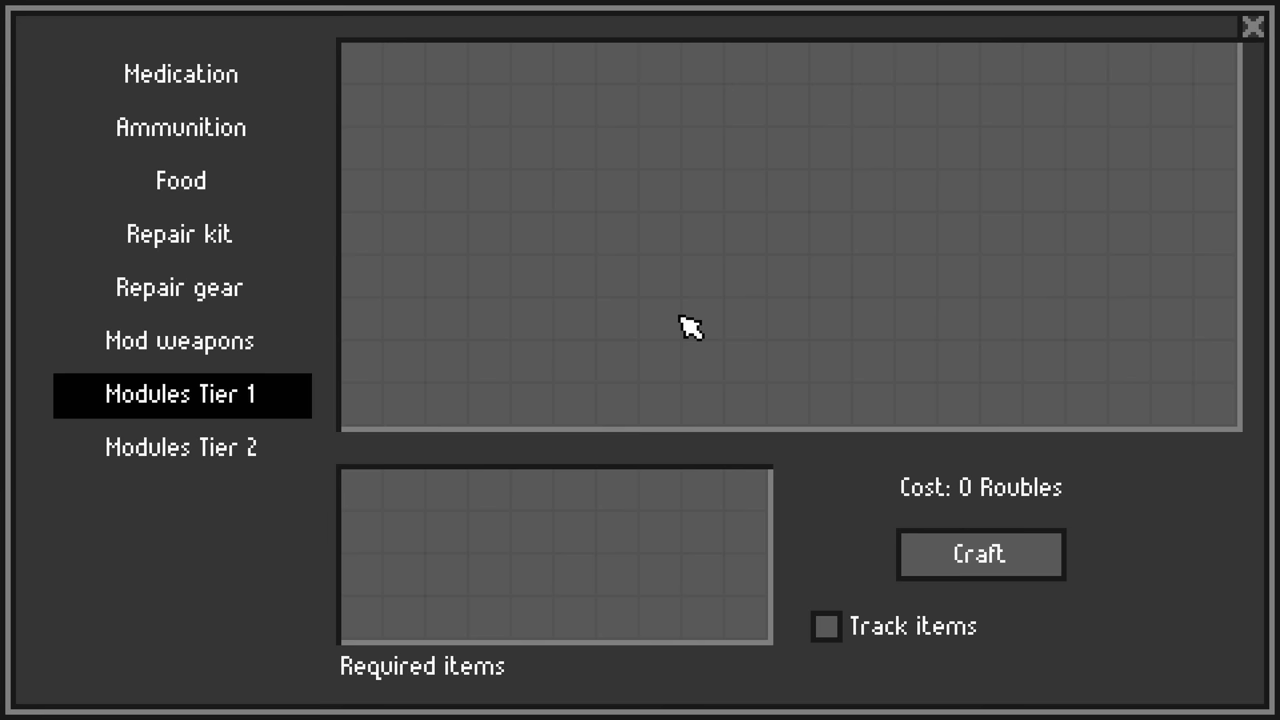 Medication
Ammunition
Food
Repair kit
Repair gear
Mod weapons
Modules Tier 1
Modules Tier 2
Cost: 0 Roubles
Craft
Track items
Required items